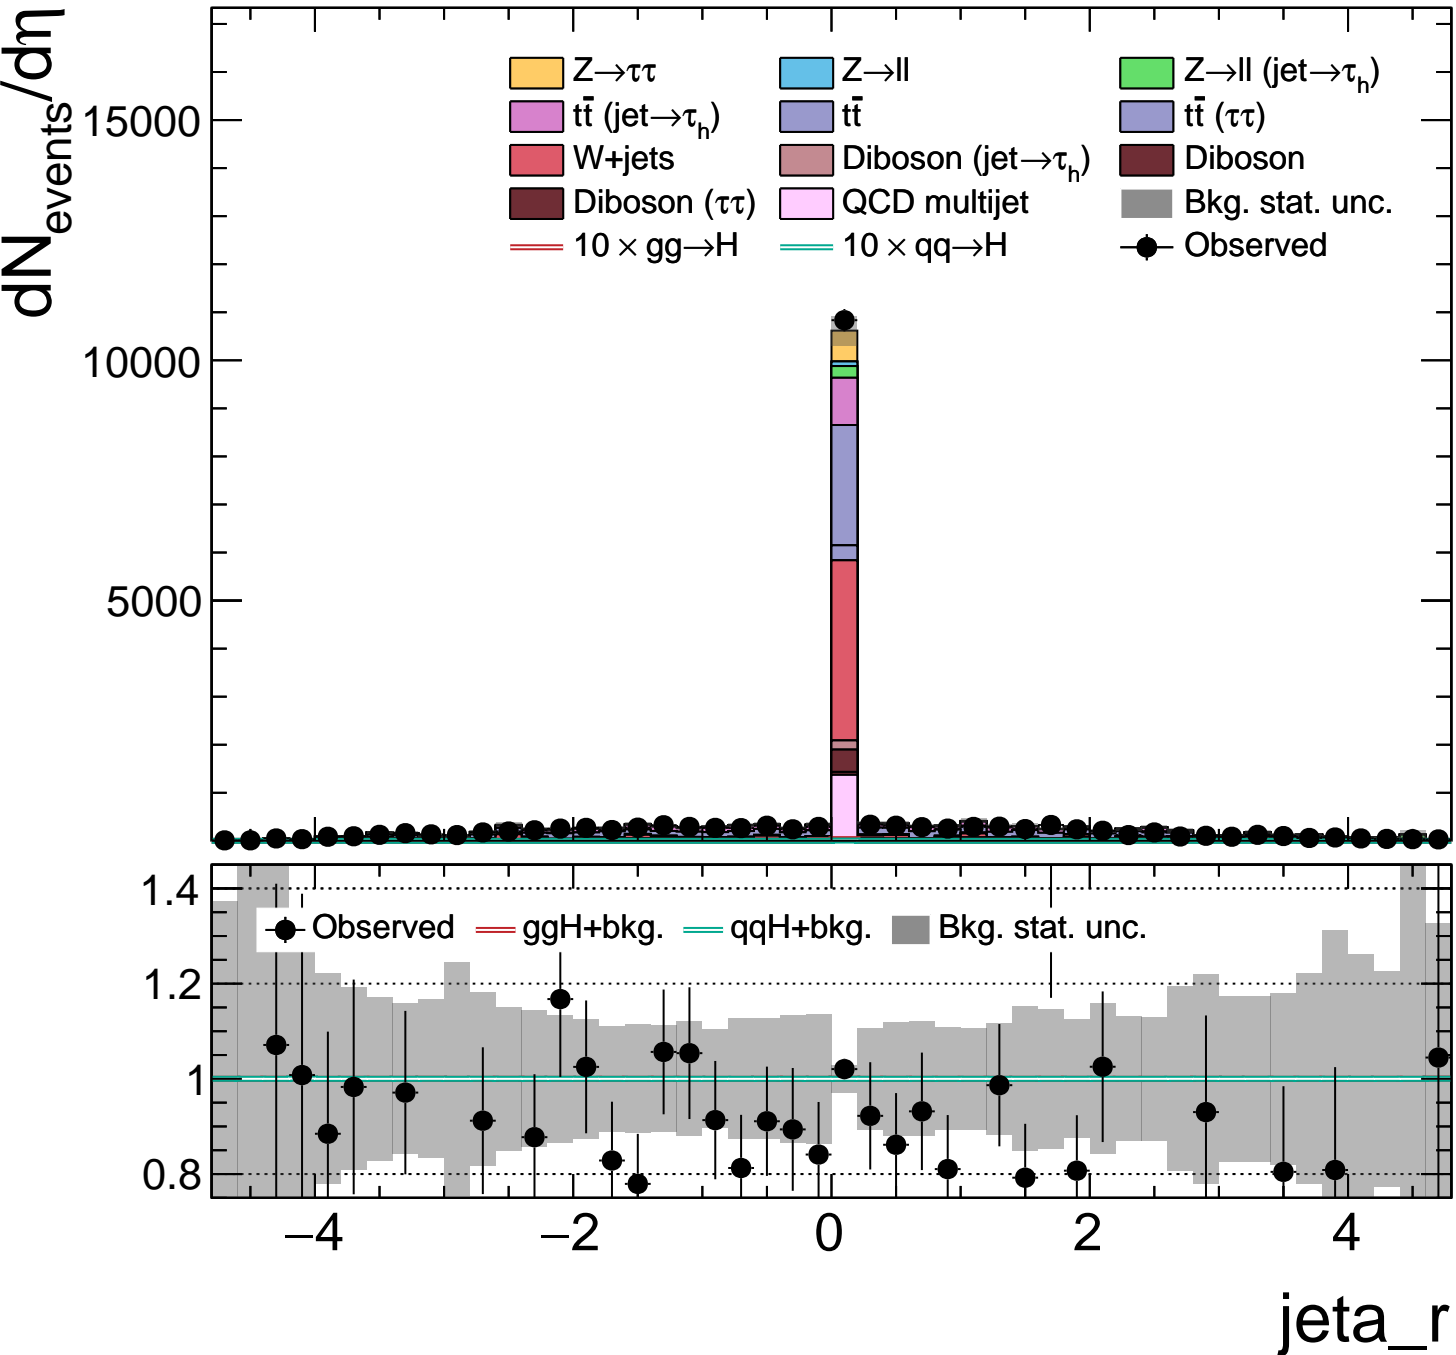 dN_events/dη
15000
10000
5000
Z→ττ Z→ll Z→ll (jet→τ_h)
tt̄ (jet→τ_h) tt̄ tt̄ (ττ)
W+jets Diboson (jet→τ_h) Diboson
Diboson (ττ) QCD multijet Bkg. stat. unc.
10 × gg→H 10 × qq→H Observed
1.4
1.2
1
0.8
Observed ggH+bkg. qqH+bkg. Bkg. stat. unc.
−4 −2 0 2 4
jeta_r